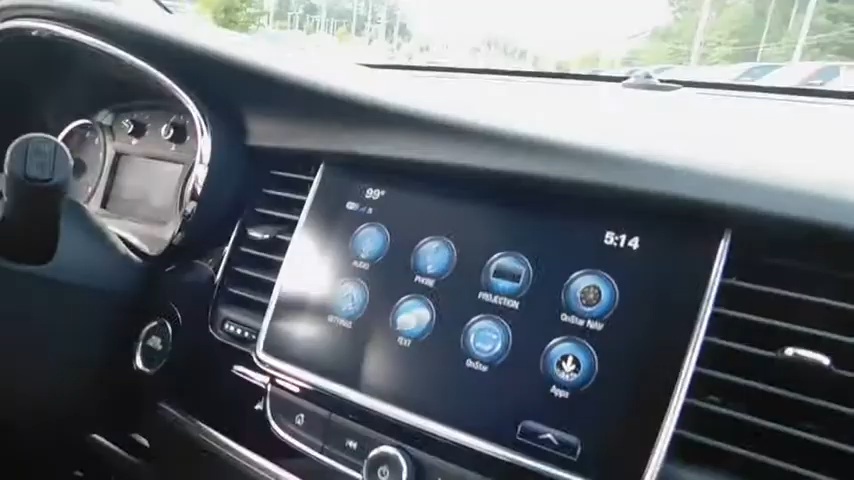 99°
5:14
AUDIO
PHONE
PROJECTION
OnStar NAV
SETTINGS
TEXT
OnStar
Apps